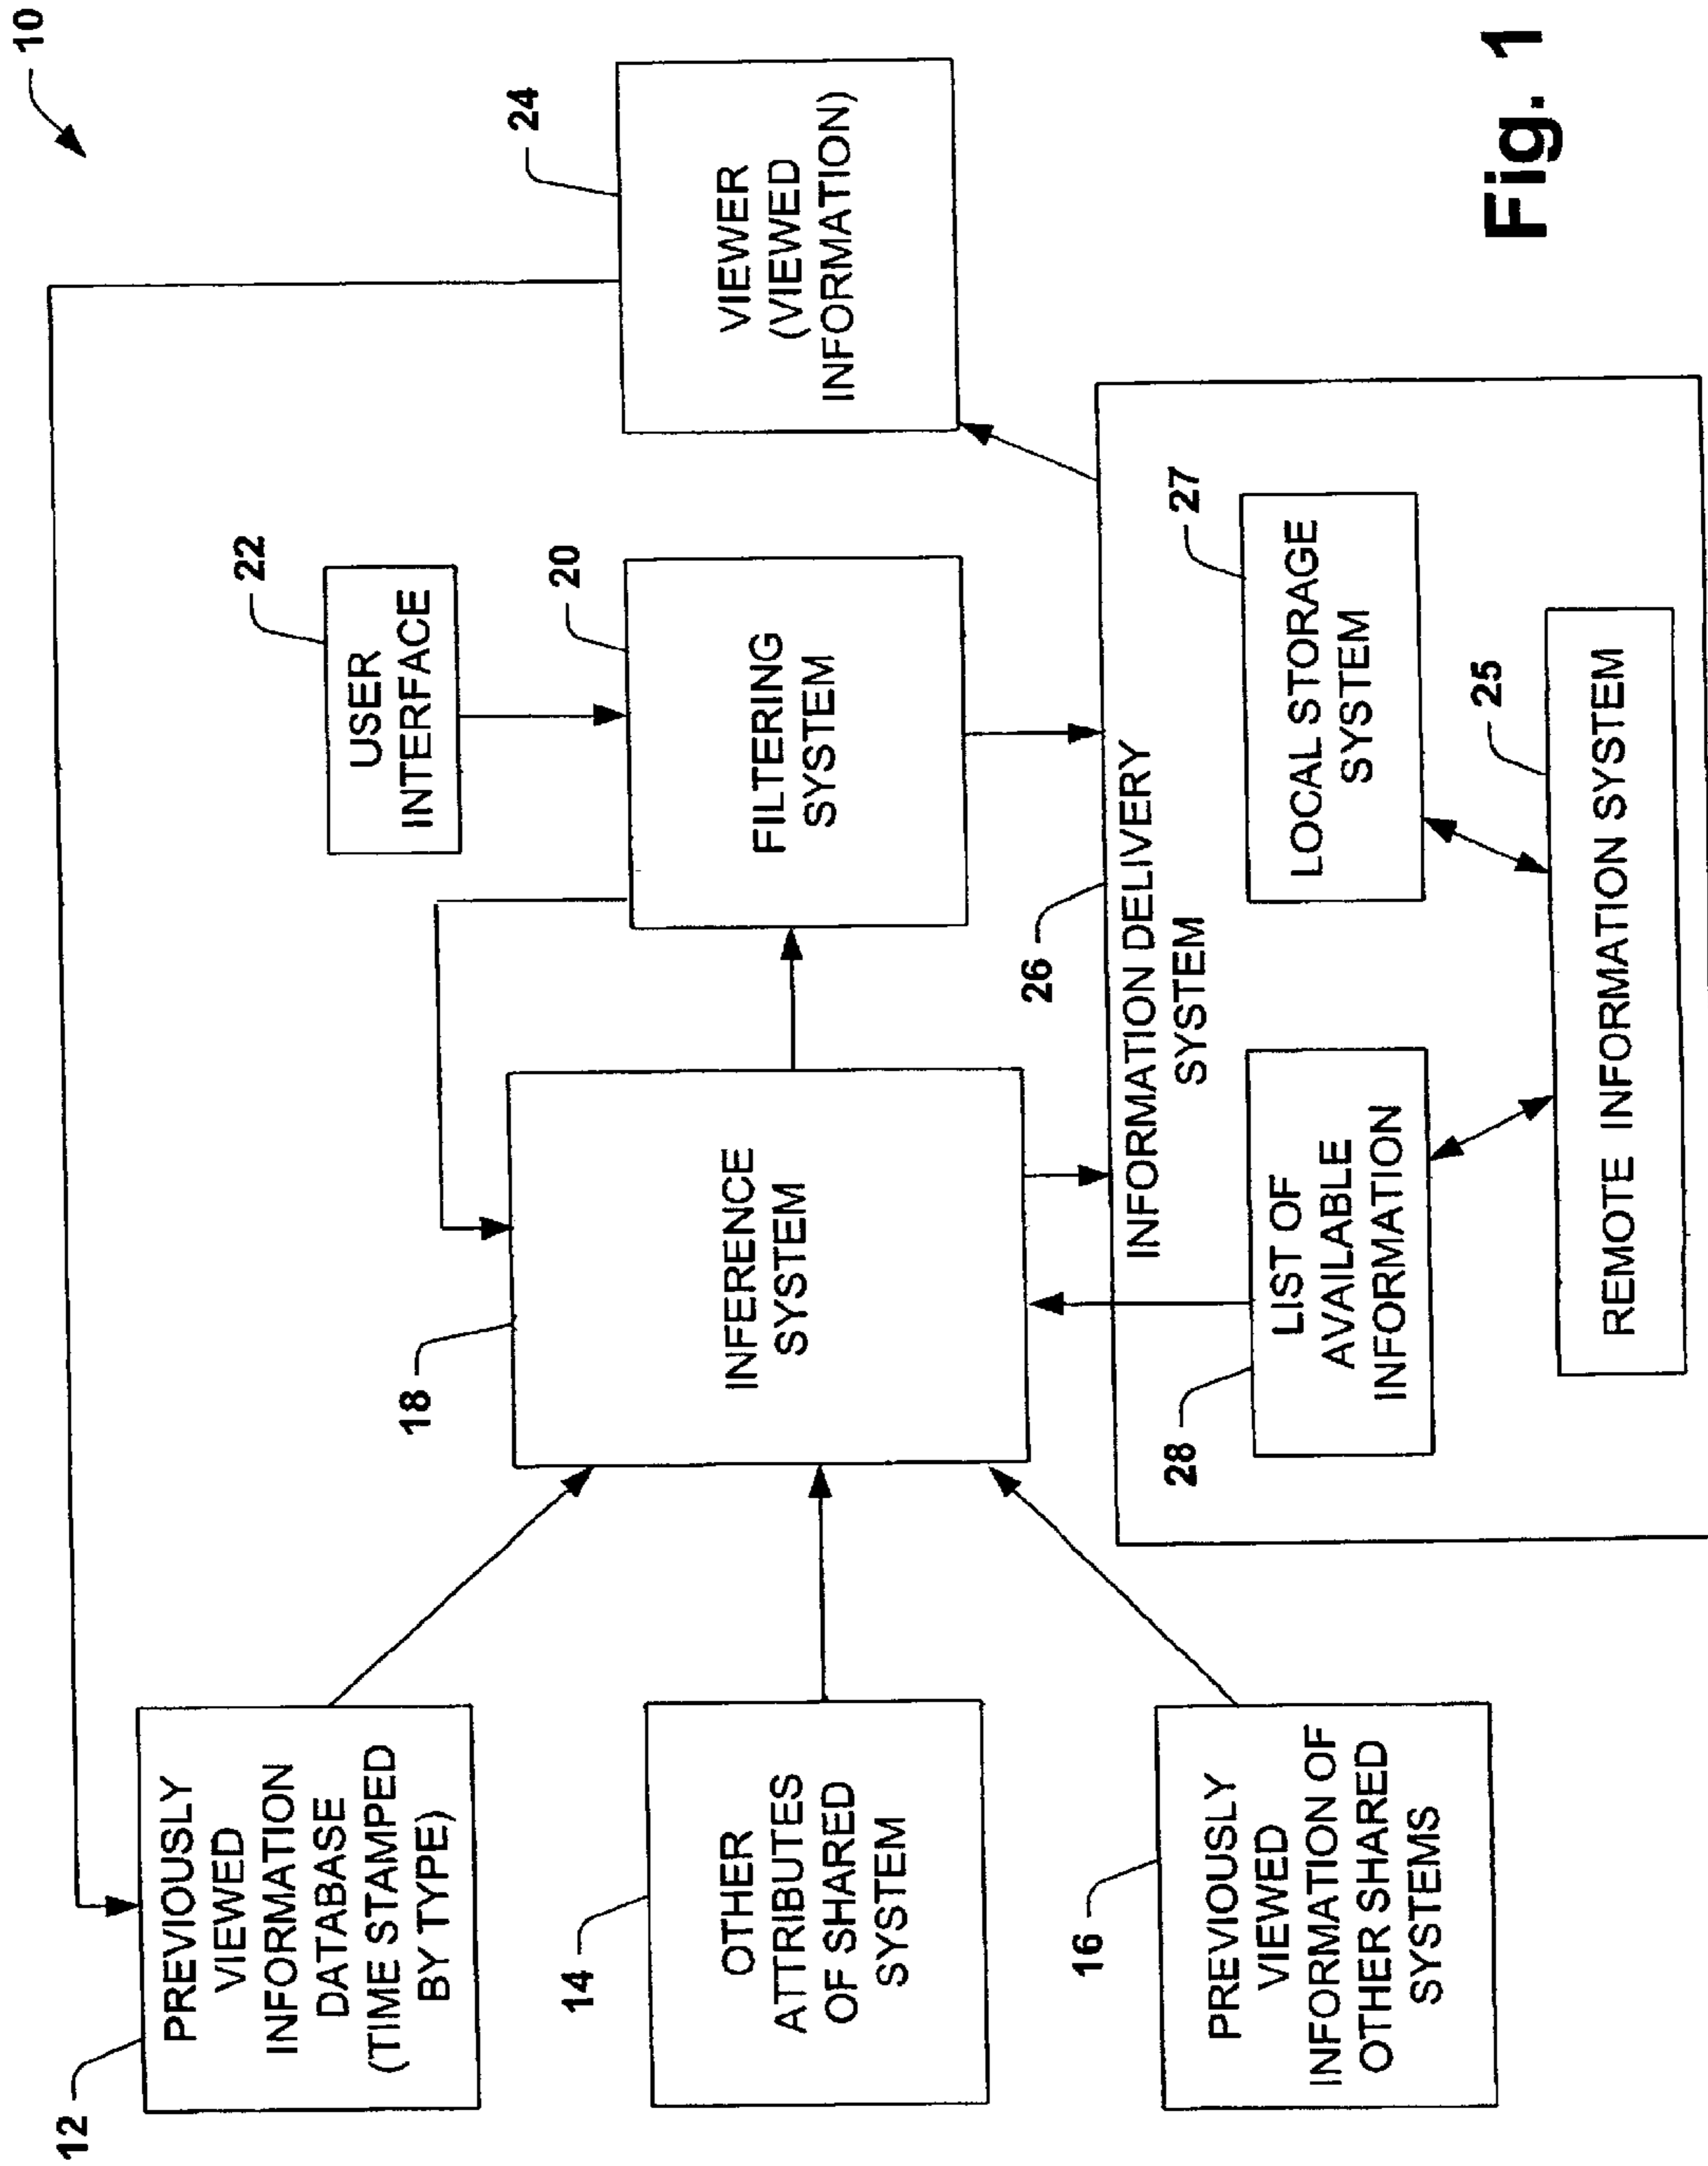 10
12
PREVIOUSLY
VIEWED
INFORMATION
DATABASE
(TIME STAMPED
BY TYPE)
14
OTHER
ATTRIBUTES
OF SHARED
SYSTEM
16
PREVIOUSLY
VIEWED
INFORMATION OF
OTHER SHARED
SYSTEMS
18
INFERENCE
SYSTEM
22
USER
INTERFACE
20
FILTERING
SYSTEM
24
VIEWER
(VIEWED
INFORMATION)
26
INFORMATION DELIVERY
SYSTEM
28
LIST OF
AVAILABLE
INFORMATION
27
LOCAL STORAGE
SYSTEM
25
REMOTE INFORMATION SYSTEM
Fig. 1